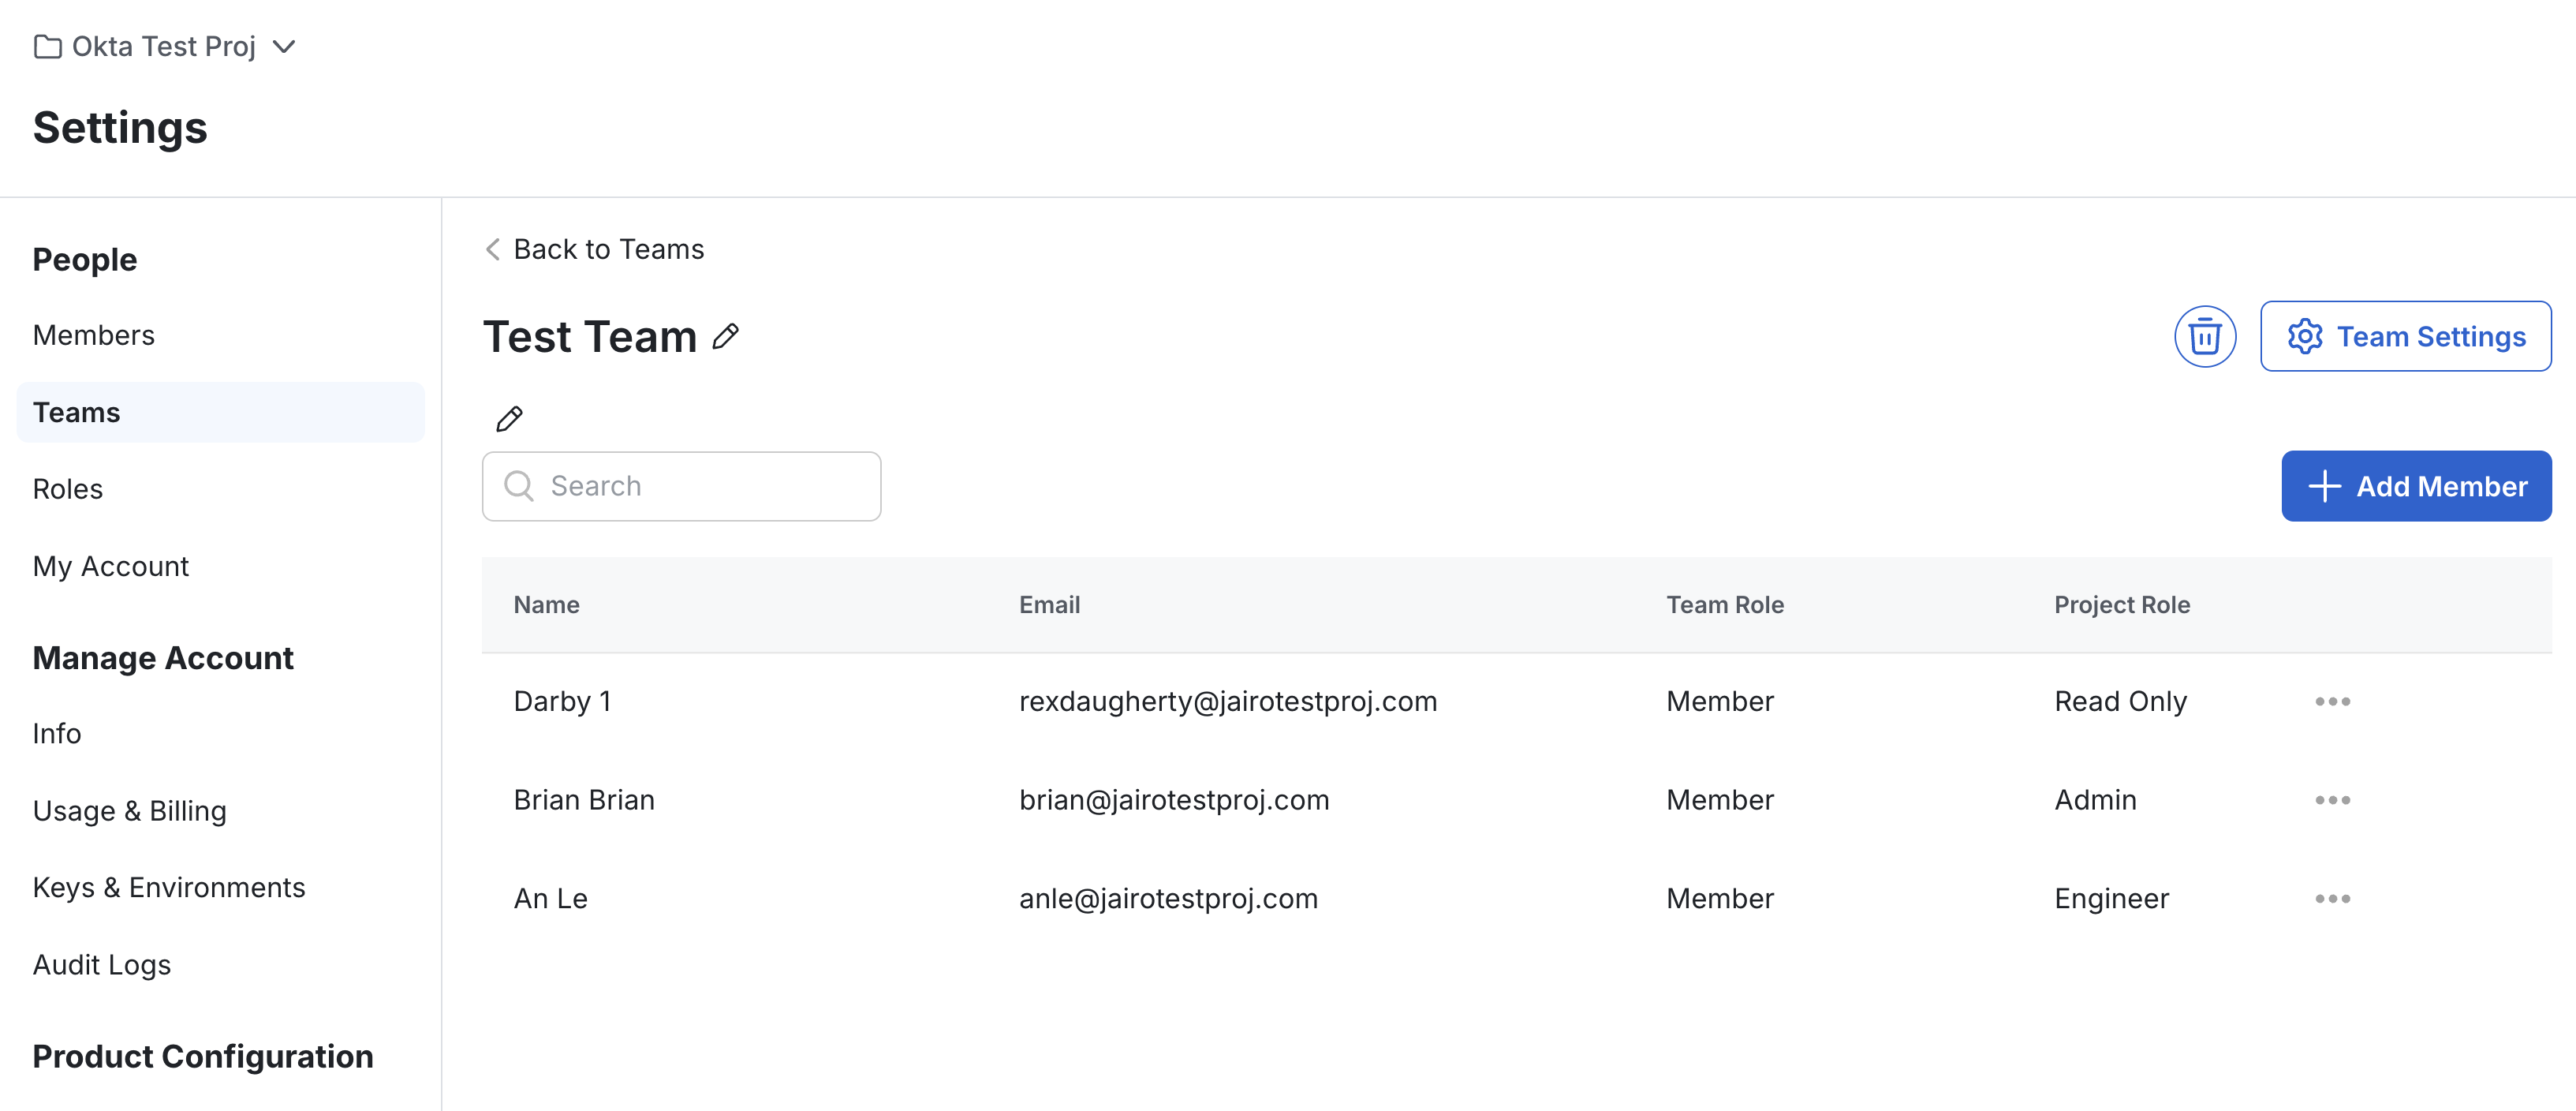 Okta Test Proj
Settings
People
Members
Teams
Roles
My Account
Manage Account
Info
Usage & Billing
Keys & Environments
Audit Logs
Product Configuration
Back to Teams
Test Team
Team Settings
Search
Add Member
Name Email Team Role Project Role
Darby 1 rexdaugherty@jairotestproj.com Member Read Only
Brian Brian brian@jairotestproj.com Member Admin
An Le anle@jairotestproj.com Member Engineer